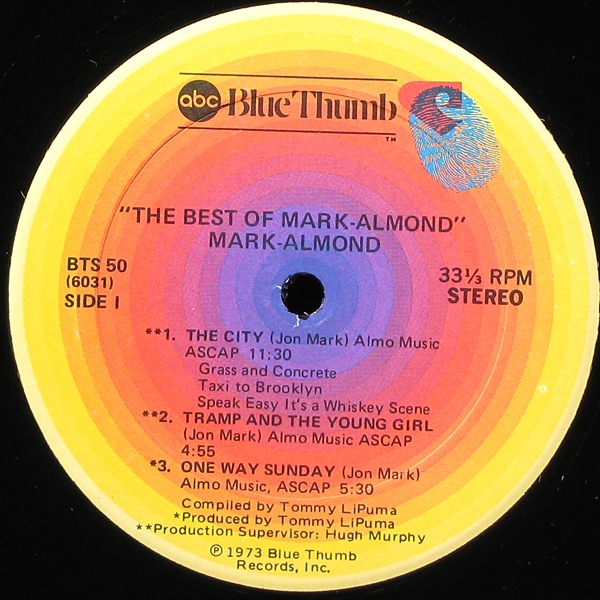 abc Blue Thumb
TM
"THE BEST OF MARK-ALMOND"
MARK-ALMOND
BTS 50
(6031)
SIDE I
33⅓ RPM
STEREO
**1. THE CITY (Jon Mark) Almo Music
ASCAP 11:30
Grass and Concrete
Taxi to Brooklyn
Speak Easy It's a Whiskey Scene
**2. TRAMP AND THE YOUNG GIRL
(Jon Mark) Almo Music ASCAP
4:55
*3. ONE WAY SUNDAY (Jon Mark)
Almo Music, ASCAP 5:30
Compiled by Tommy LiPuma
*Produced by Tommy LiPuma
**Production Supervisor: Hugh Murphy
℗ 1973 Blue Thumb
Records, Inc.